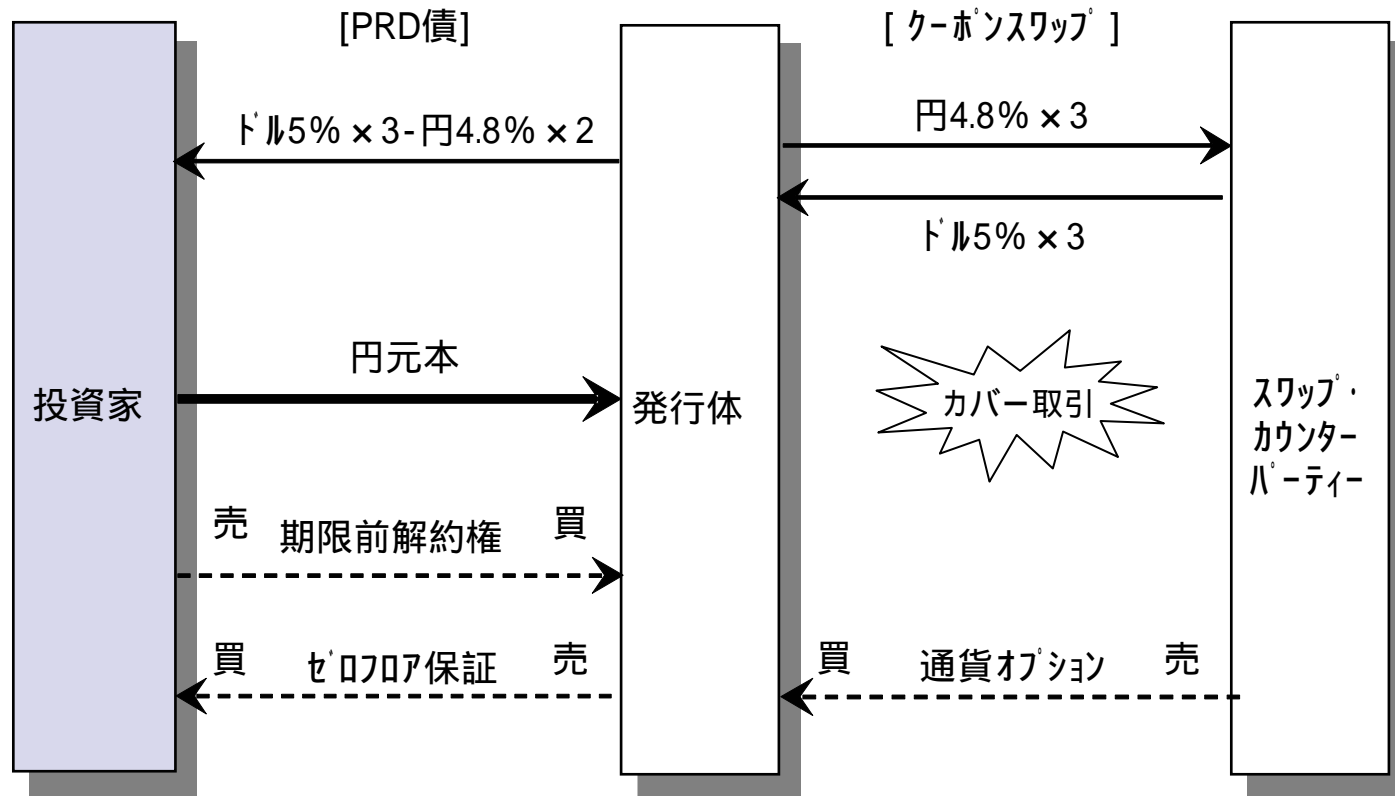 [PRD債]
[ ｸｰﾎﾟﾝｽﾜｯﾌﾟ ]
ﾄﾞﾙ5% × 3-円4.8% × 2
円4.8% × 3
ﾄﾞﾙ5% × 3
円元本
投資家
発行体
カバー取引
ｽﾜｯﾌﾟ・
ｶｳﾝﾀｰ
ﾊﾟｰﾃｨｰ
売 期限前解約権 買
買 ｾﾞﾛﾌﾛｱ保証 売
買 通貨ｵﾌﾟｼｮﾝ 売